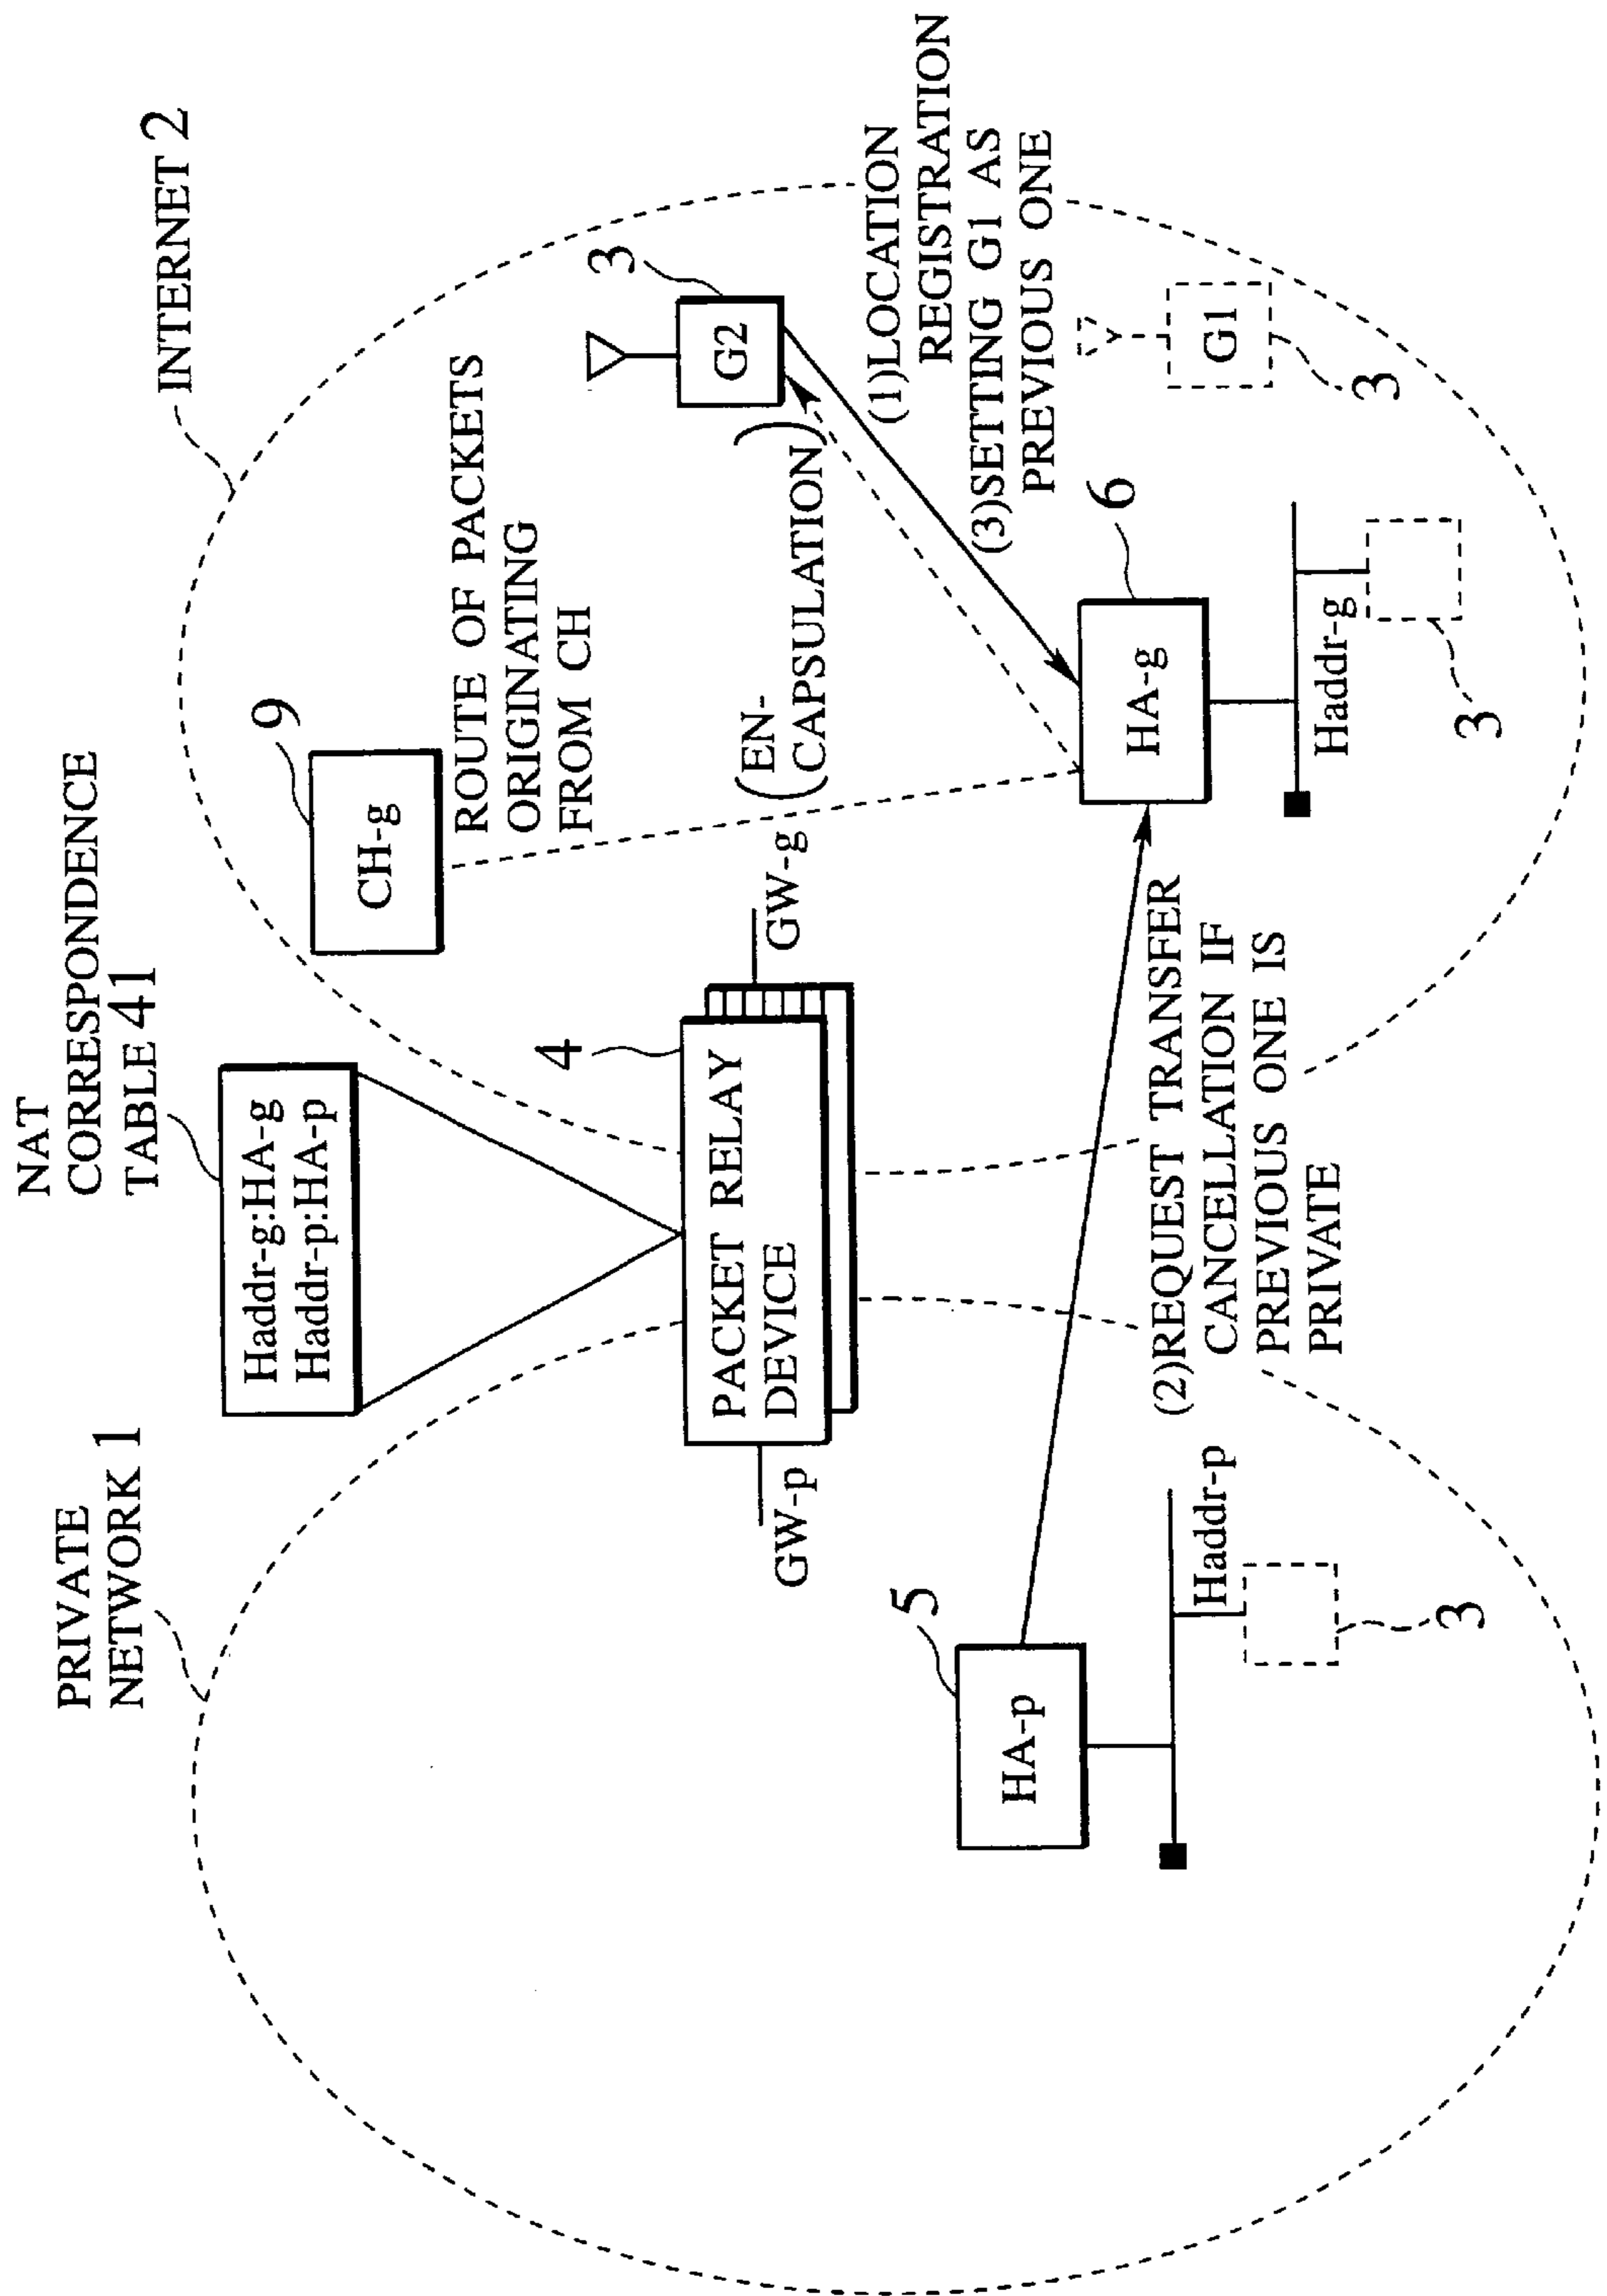 PRIVATE
NETWORK 1
NAT
CORRESPONDENCE
TABLE 41
INTERNET 2
Haddr-g:HA-g
Haddr-p:HA-p
9
CH-g
ROUTE OF PACKETS
ORIGINATING
FROM CH
3
G2
4
PACKET RELAY
DEVICE
GW-p
GW-g
(EN-
CAPSULATION)
(1)LOCATION
REGISTRATION
(3)SETTING G1 AS
PREVIOUS ONE
G1
3
5
HA-p
6
HA-g
(2)REQUEST TRANSFER
CANCELLATION IF
PREVIOUS ONE IS
PRIVATE
Haddr-p
3
Haddr-g
3